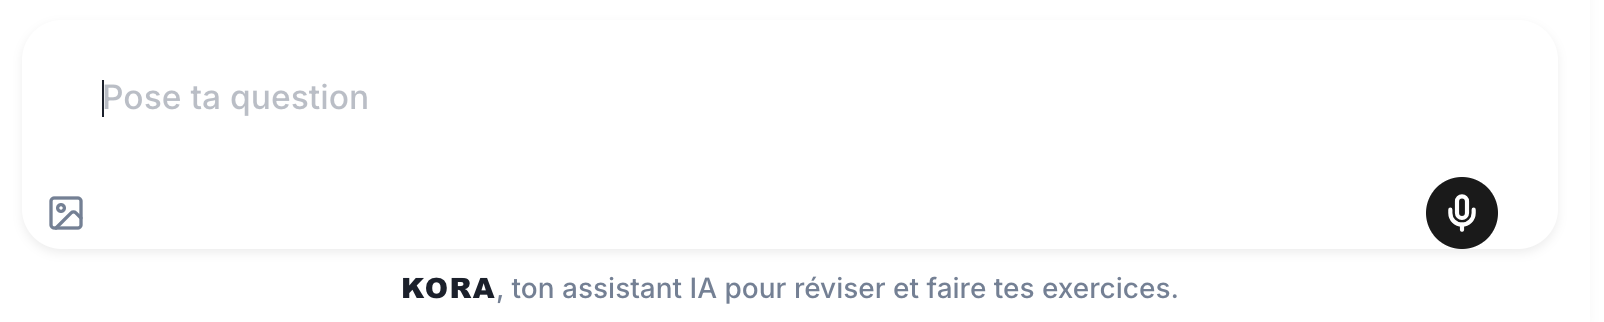 Pose ta question
KORA, ton assistant IA pour réviser et faire tes exercices.